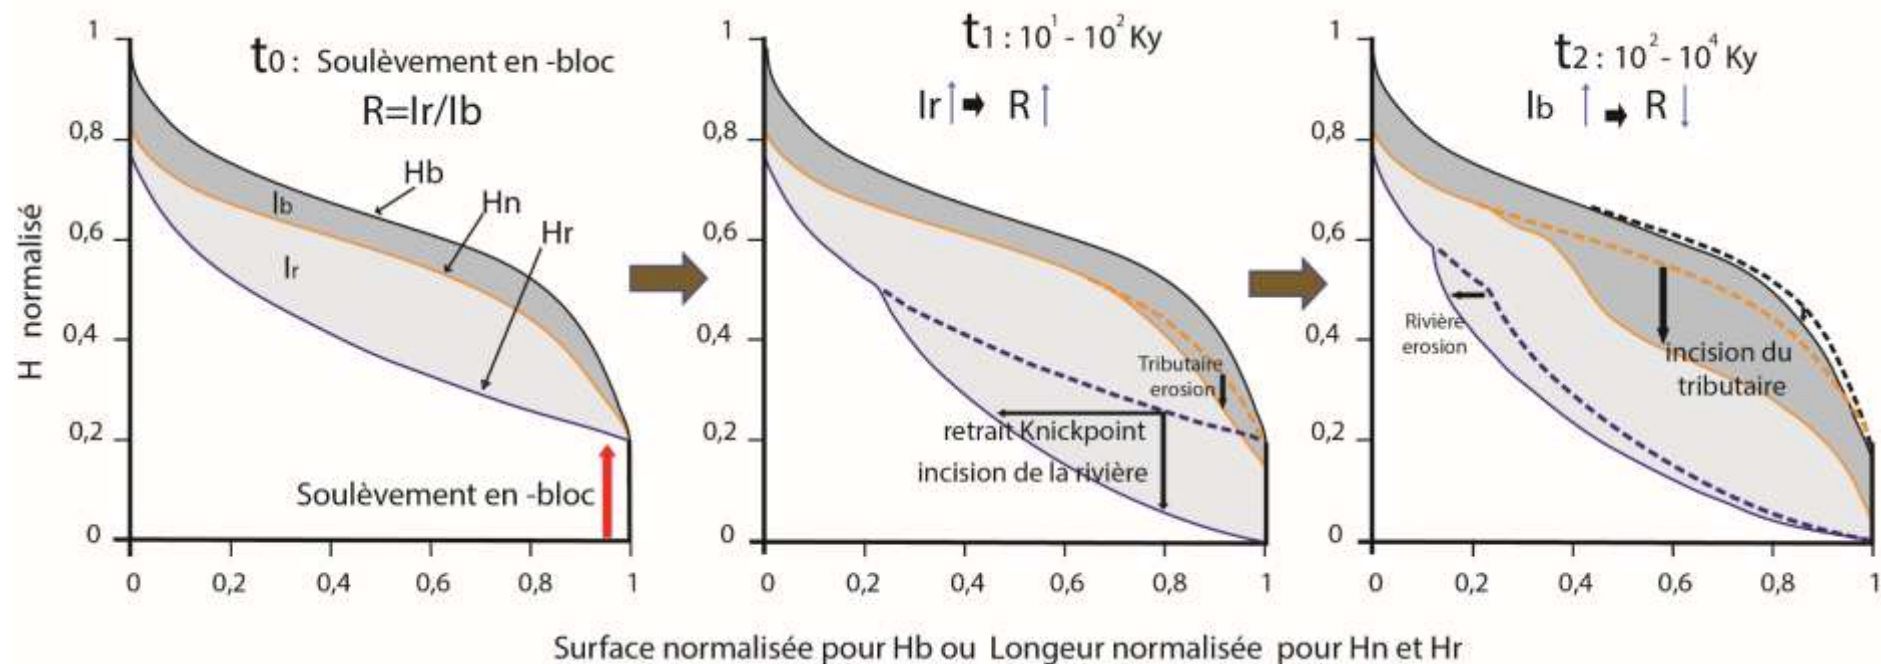 t0 : Soulèvement en -bloc
R=Ir/Ib
Hb
Hn
Hr
Ib
Ir
Soulèvement en -bloc
H normalisé
1
0,8
0,6
0,4
0,2
0
0 0,2 0,4 0,6 0,8 1
t1 : 10¹ - 10² Ky
Ir ↑ ➡ R ↑
Tributaire
erosion
retrait Knickpoint
incision de la rivière
1
0,8
0,6
0,4
0,2
0
0 0,2 0,4 0,6 0,8 1
t2 : 10² - 10⁴ Ky
Ib ↑ ➡ R ↓
Rivière
erosion
incision du
tributaire
1
0,8
0,6
0,4
0,2
0
0 0,2 0,4 0,6 0,8 1
Surface normalisée pour Hb ou Longeur normalisée pour Hn et Hr